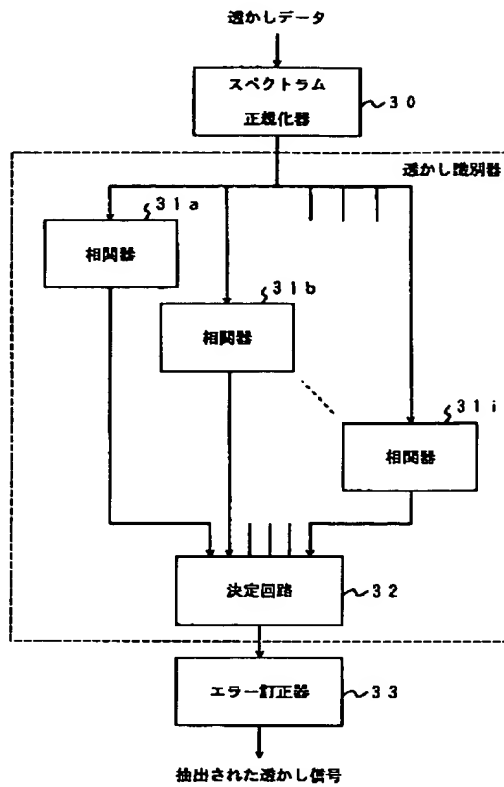 透かしデータ
スペクトラム
正規化器
30
透かし識別器
31a
相関器
31b
相関器
31i
相関器
決定回路
32
エラー訂正器
33
抽出された透かし信号